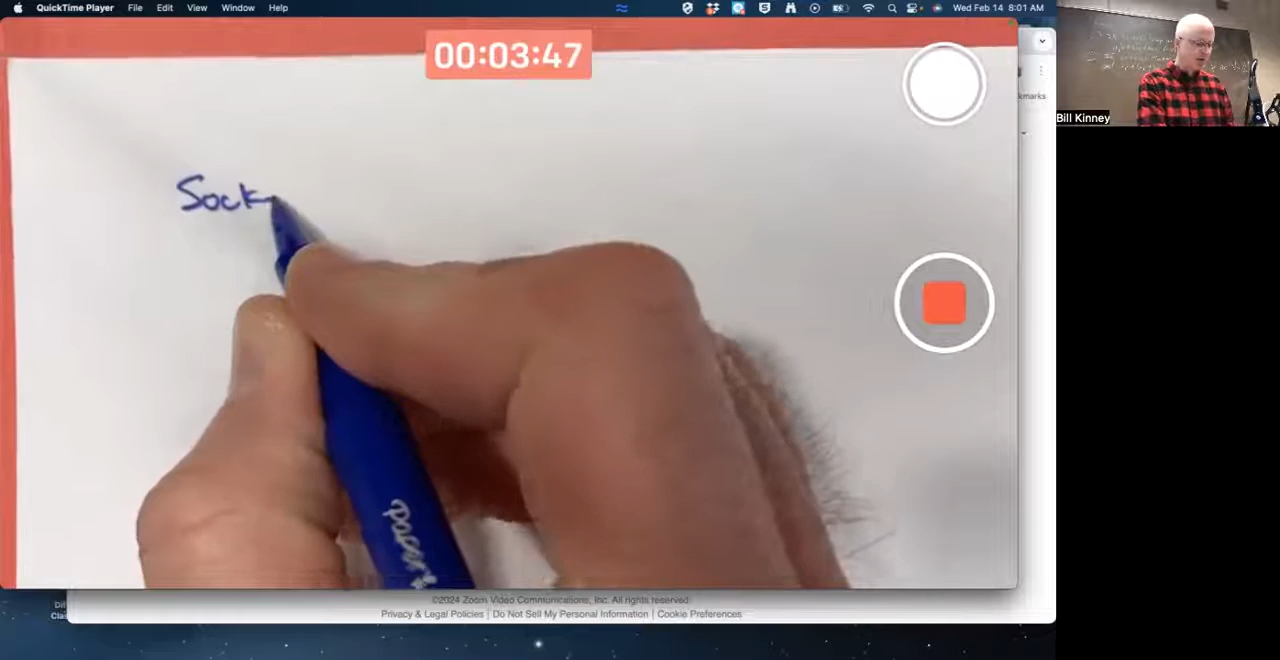 QuickTime Player File Edit View Window Help Wed Feb 14 8:01 AM
00:03:47
Sock
Bill Kinney
kmarks
Paper
©2024 Zoom Video Communications, Inc. All rights reserved
Privacy & Legal Policies | Do Not Sell My Personal Information | Cookie Preferences